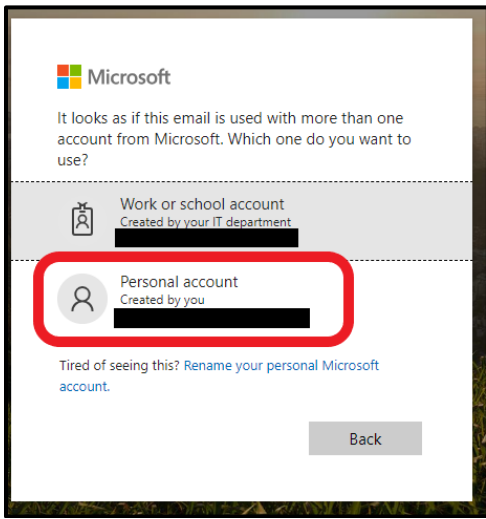 Microsoft
It looks as if this email is used with more than one
account from Microsoft. Which one do you want to
use?
Work or school account
Created by your IT department
Personal account
Created by you
Tired of seeing this? Rename your personal Microsoft
account.
Back